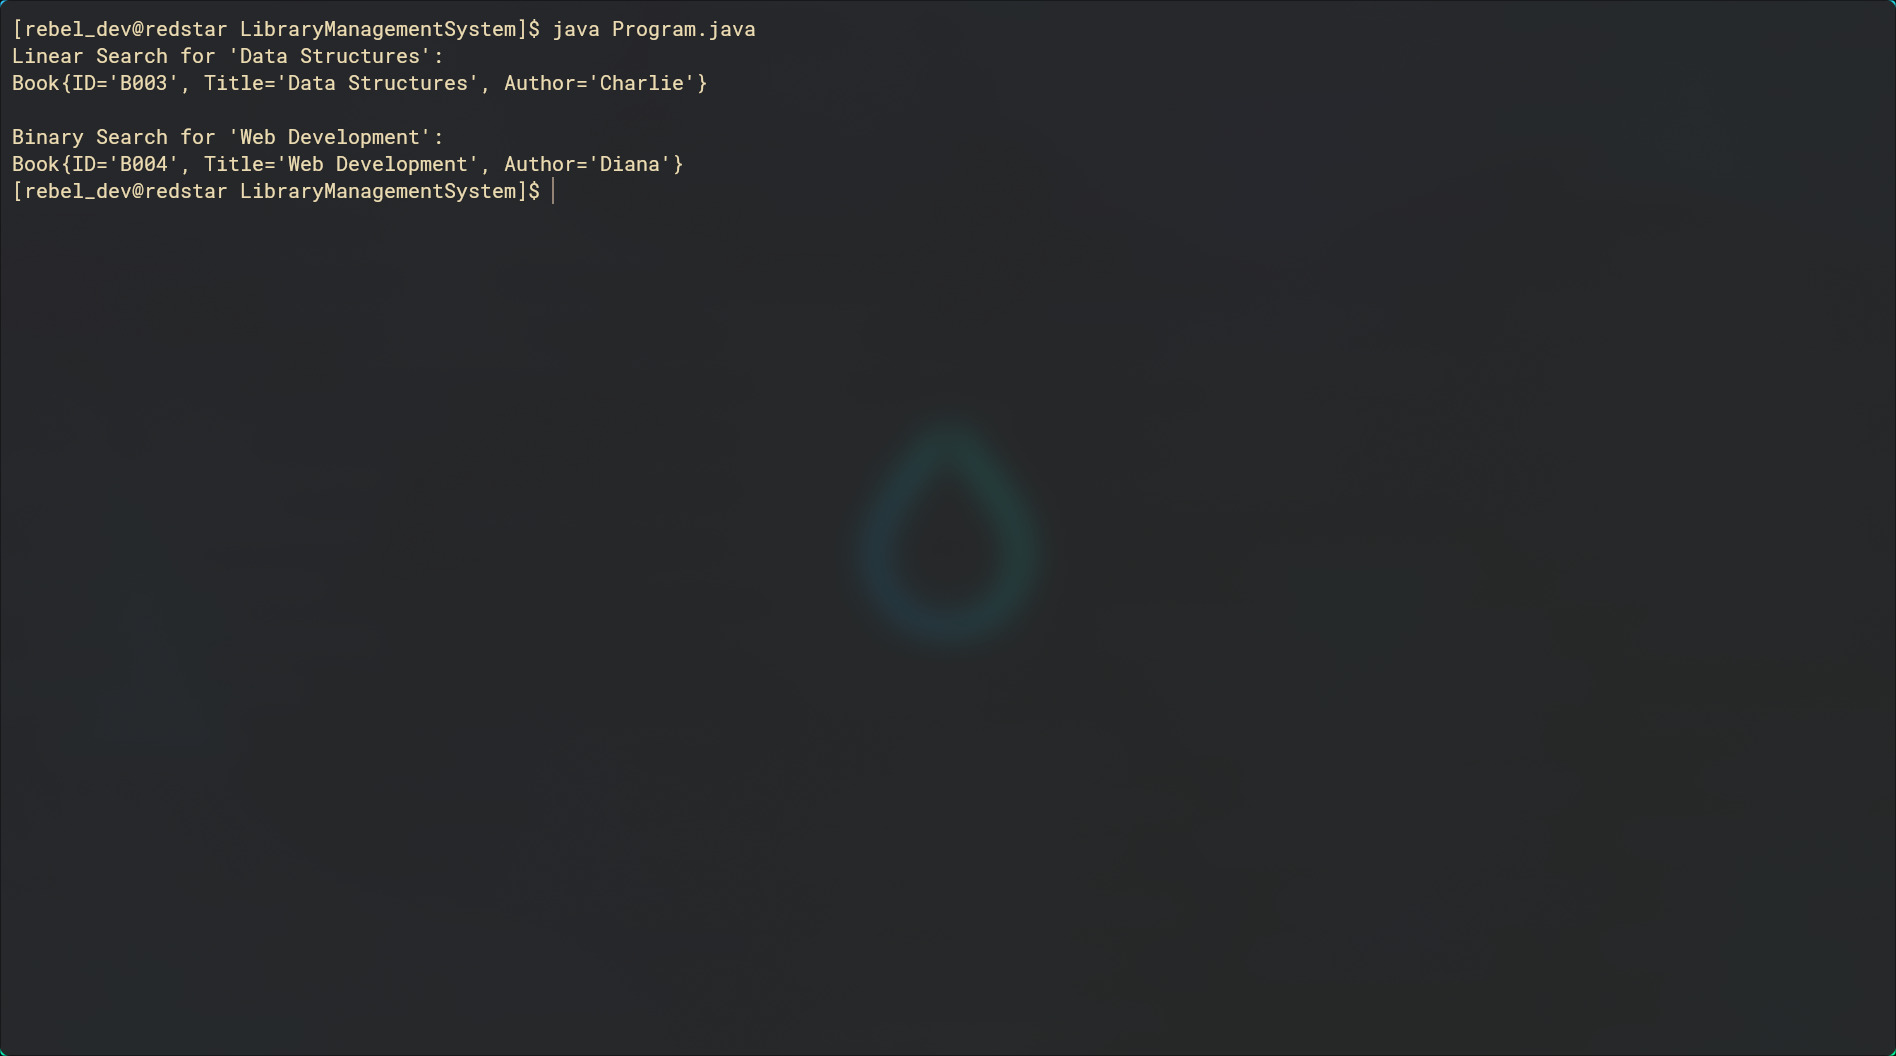 [rebel_dev@redstar LibraryManagementSystem]$ java Program.java
Linear Search for 'Data Structures':
Book{ID='B003', Title='Data Structures', Author='Charlie'}

Binary Search for 'Web Development':
Book{ID='B004', Title='Web Development', Author='Diana'}
[rebel_dev@redstar LibraryManagementSystem]$